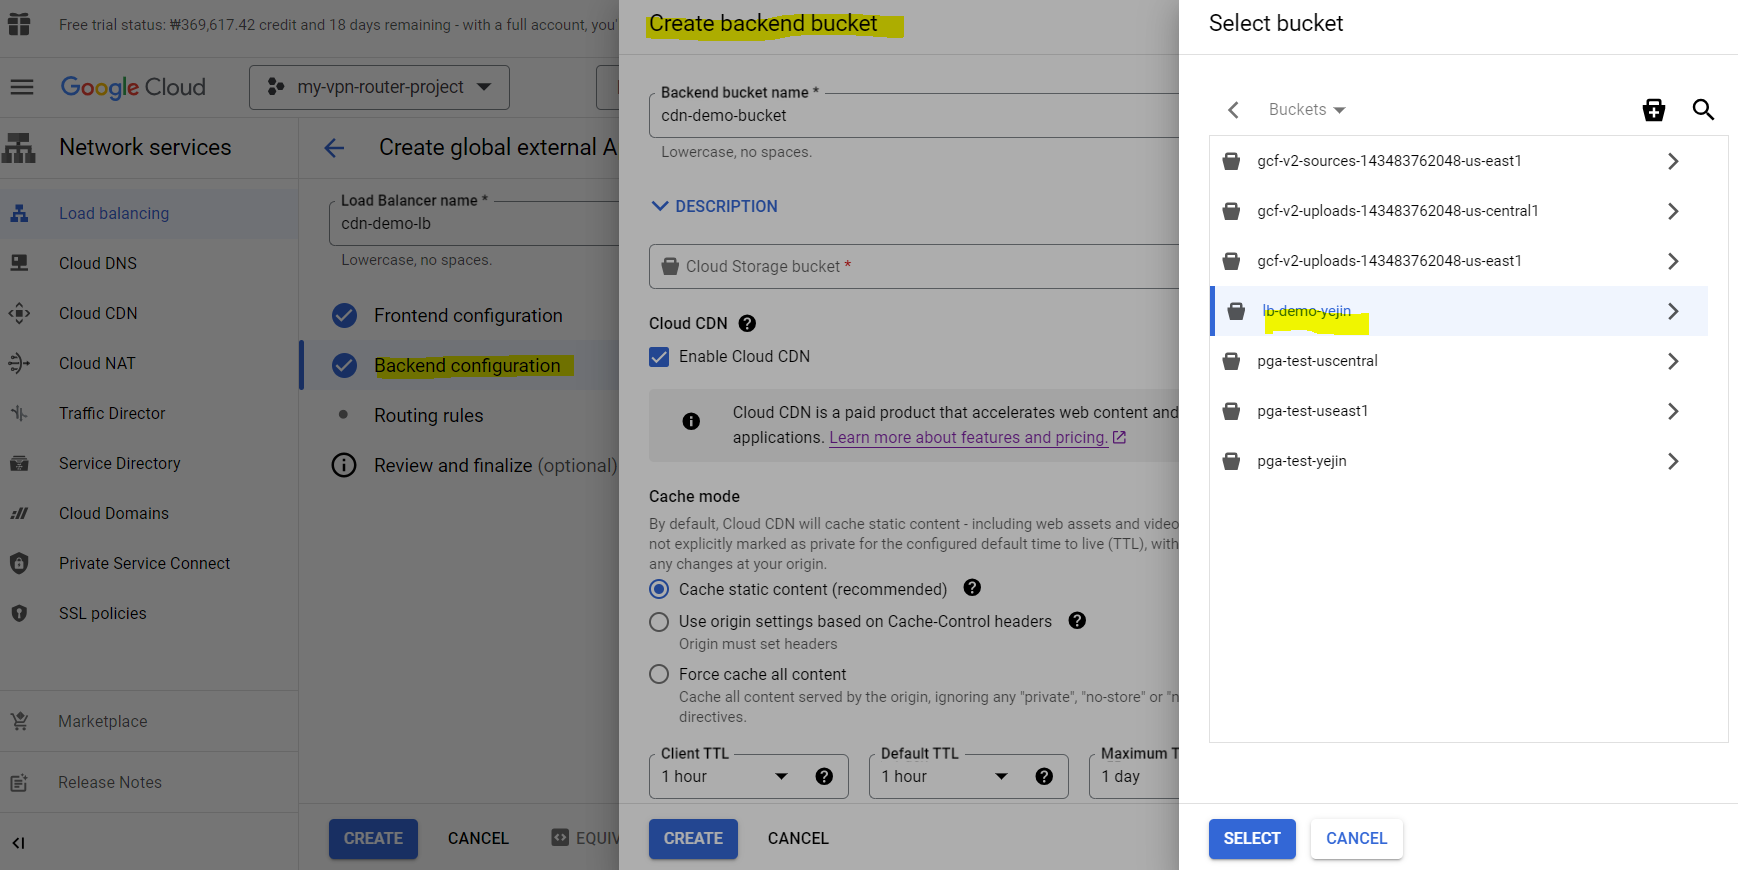 Free trial status: ₩369,617.42 credit and 18 days remaining - with a full account, you'
Google Cloud
my-vpn-router-project
Network services
Load balancing
Cloud DNS
Cloud CDN
Cloud NAT
Traffic Director
Service Directory
Cloud Domains
Private Service Connect
SSL policies
Marketplace
Release Notes
Create global external A
Load Balancer name *
cdn-demo-lb
Lowercase, no spaces.
Frontend configuration
Backend configuration
Routing rules
Review and finalize (optional)
CREATE
CANCEL
EQUIV
Create backend bucket
Backend bucket name *
cdn-demo-bucket
Lowercase, no spaces.
DESCRIPTION
Cloud Storage bucket *
Cloud CDN
Enable Cloud CDN
Cloud CDN is a paid product that accelerates web content and
applications. Learn more about features and pricing.
Cache mode
By default, Cloud CDN will cache static content - including web assets and video
not explicitly marked as private for the configured default time to live (TTL), with
any changes at your origin.
Cache static content (recommended)
Use origin settings based on Cache-Control headers
Origin must set headers
Force cache all content
Cache all content served by the origin, ignoring any "private", "no-store" or "n
directives.
Client TTL
1 hour
Default TTL
1 hour
Maximum T
1 day
CREATE
CANCEL
Select bucket
Buckets
gcf-v2-sources-143483762048-us-east1
gcf-v2-uploads-143483762048-us-central1
gcf-v2-uploads-143483762048-us-east1
lb-demo-yejin
pga-test-uscentral
pga-test-useast1
pga-test-yejin
SELECT
CANCEL